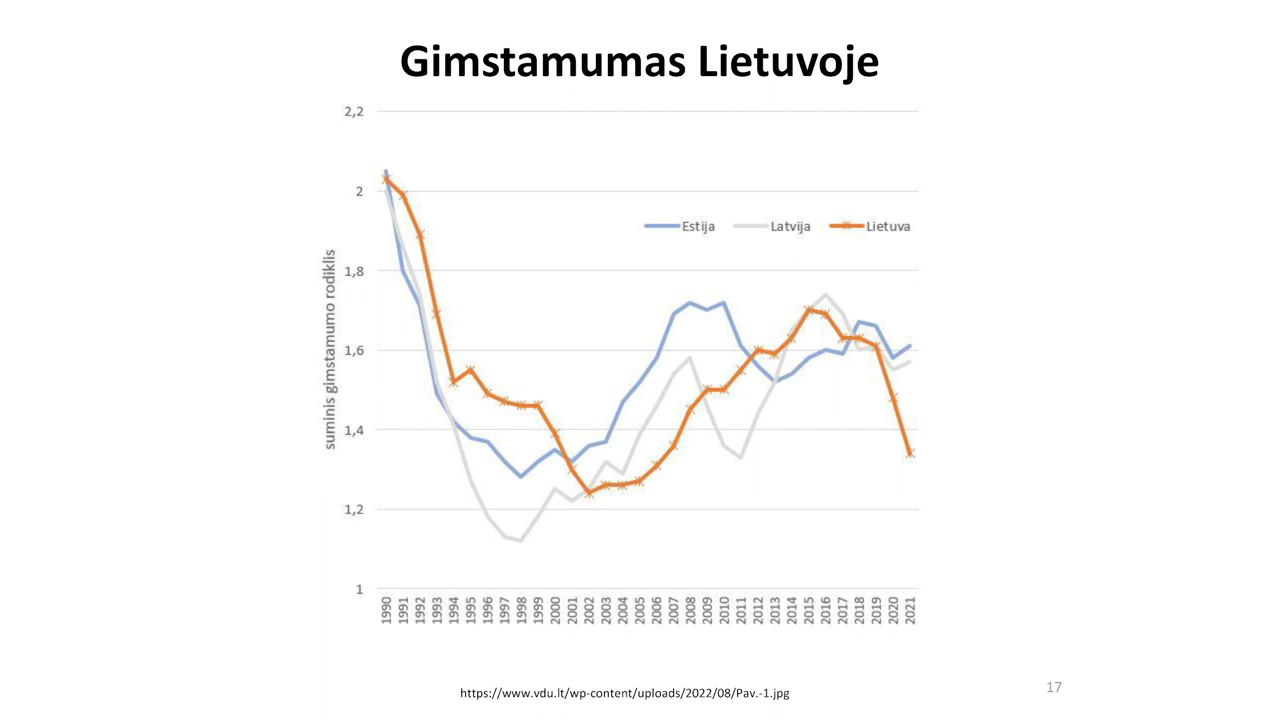 Gimstamumas Lietuvoje
2,2
2
1,8
1,6
1,4
1,2
1
suminis gimstamumo rodiklis
Estija Latvija Lietuva
1990 1991 1992 1993 1994 1995 1996 1997 1998 1999 2000 2001 2002 2003 2004 2005 2006 2007 2008 2009 2010 2011 2012 2013 2014 2015 2016 2017 2018 2019 2020 2021
https://www.vdu.lt/wp-content/uploads/2022/08/Pav.-1.jpg
17